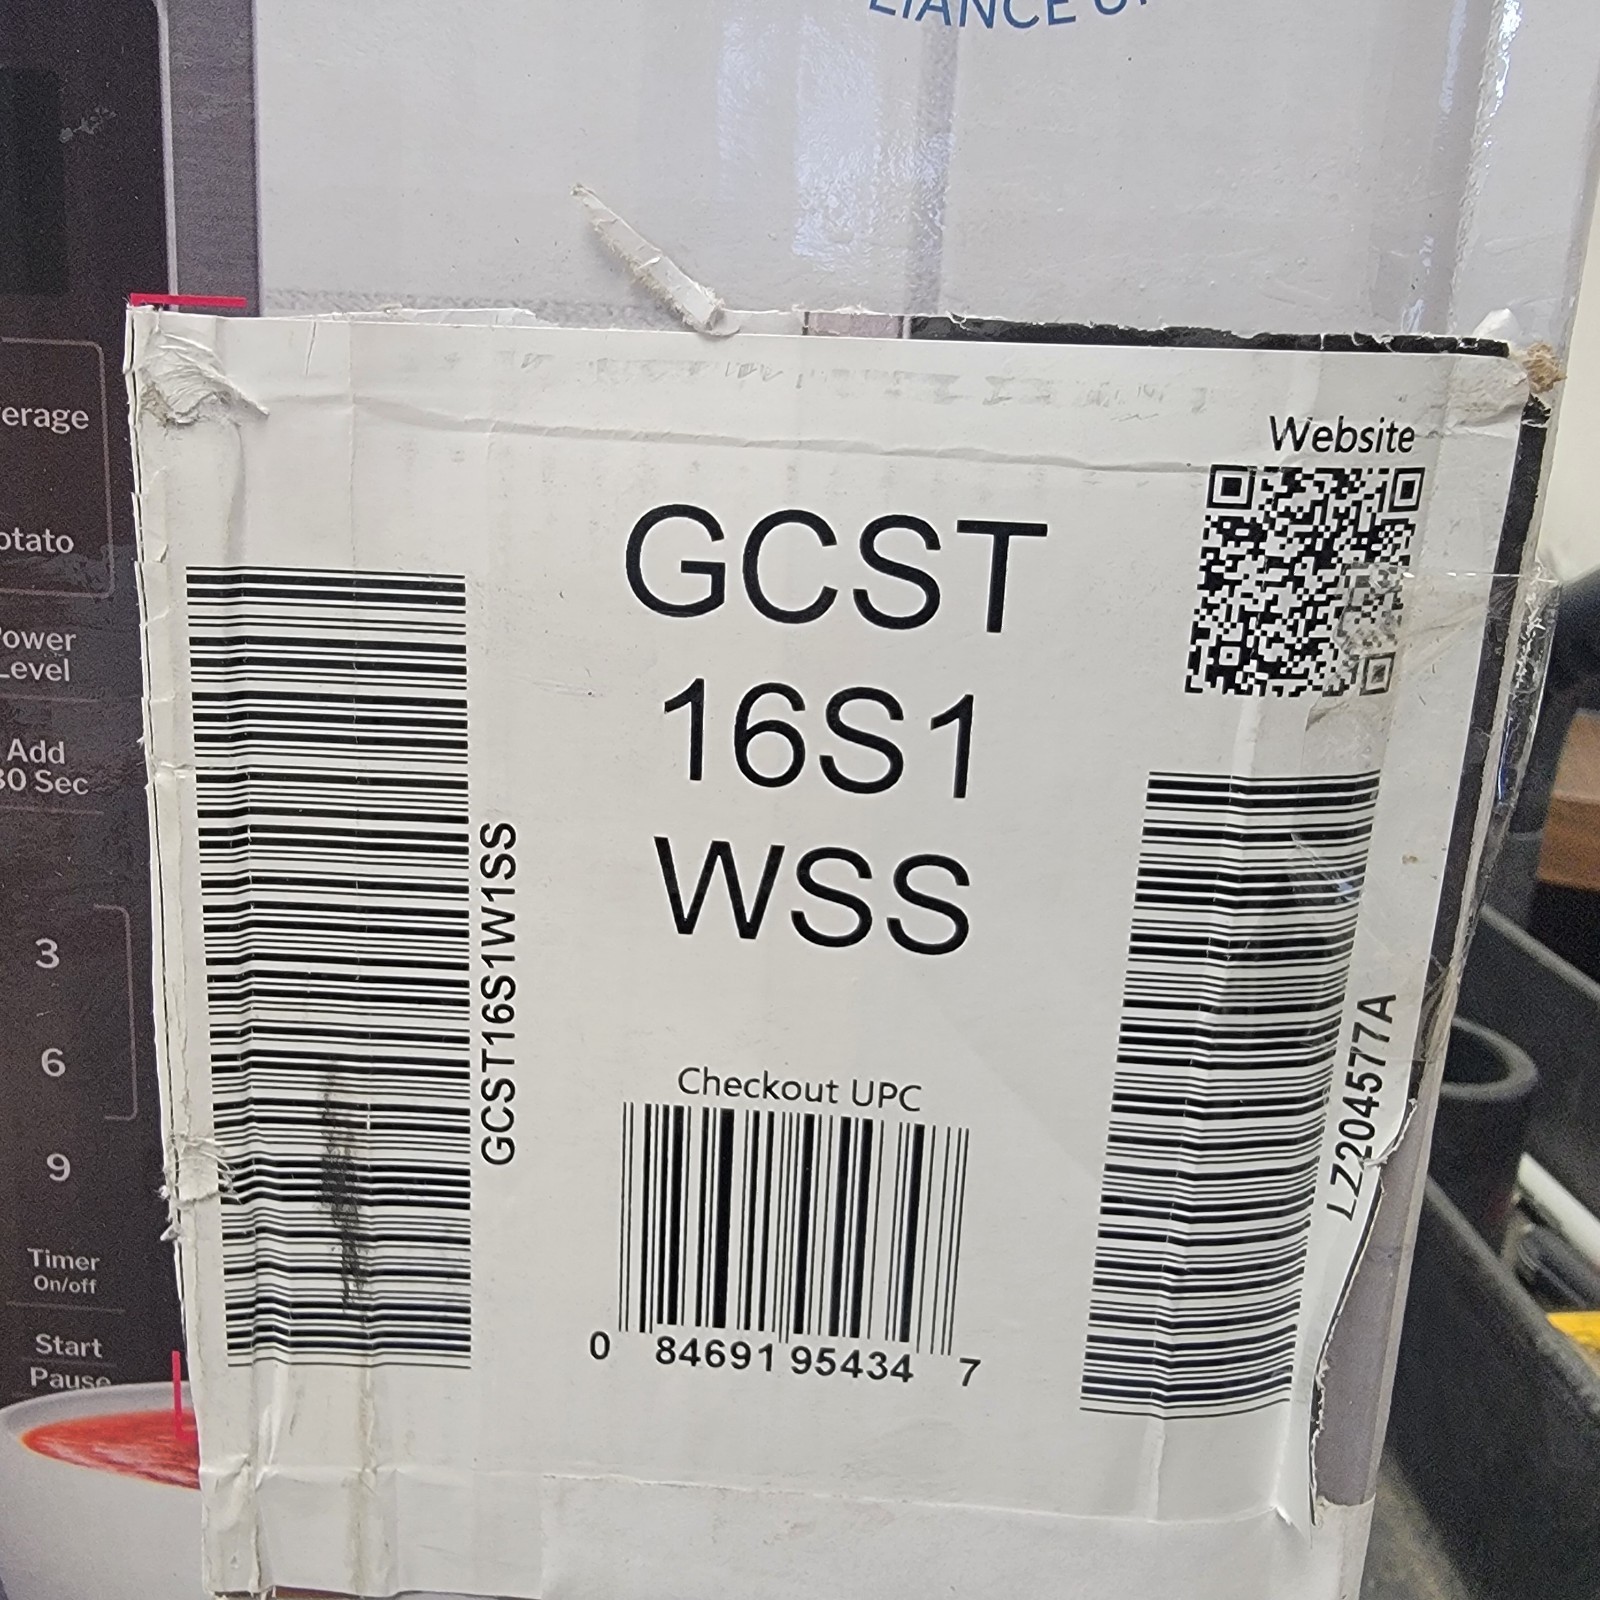 LIANCE
erage
otato
Power
Level
Add
30 Sec
3
6
9
Timer
On/off
Start
Pause
Website
GCST
16S1
WSS
GCST16S1W1SS
LZ204577A
Checkout UPC
0 84691 95434 7